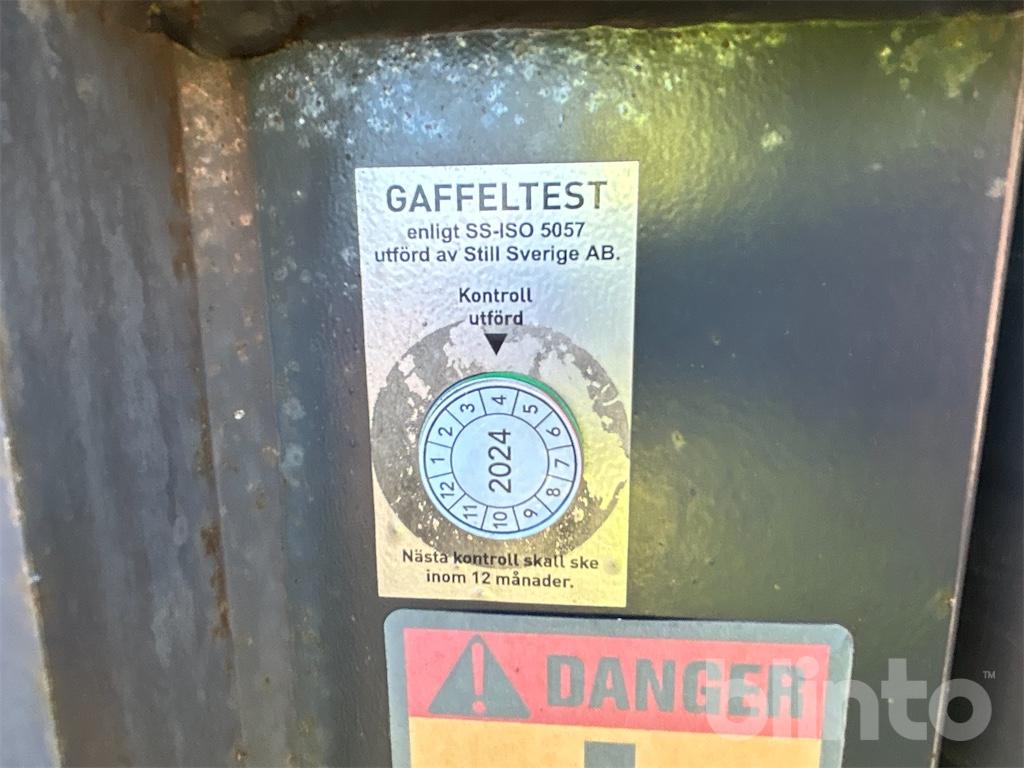 GAFFELTEST
enligt SS-ISO 5057
utförd av Still Sverige AB.
Kontroll
utförd
1 2 3 4 5 6 7 8 9 10 11 12
2024
Nästa kontroll skall ske
inom 12 månader.
DANGER
blinto™